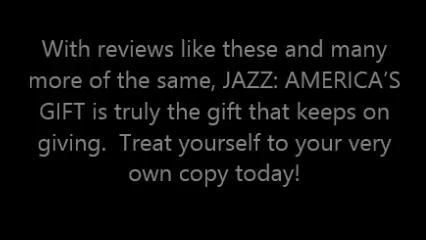 With reviews like these and many
more of the same, JAZZ: AMERICA’S
GIFT is truly the gift that keeps on
giving.  Treat yourself to your very
own copy today!